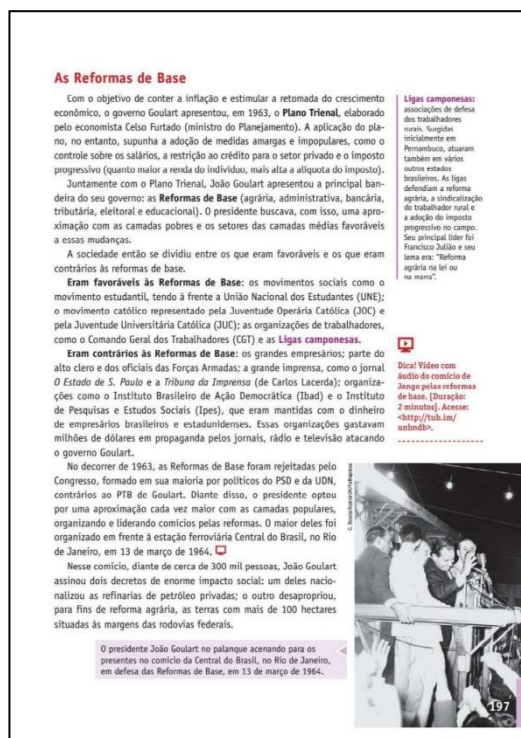 As Reformas de Base
Com o objetivo de conter a inflação e estimular a retomada do crescimento
econômico, o governo Goulart apresentou, em 1963, o Plano Trienal, elaborado
pelo economista Celso Furtado (ministro do Planejamento). A aplicação do pla-
no, no entanto, supunha a adoção de medidas amargas e impopulares, como o
controle sobre os salários, a restrição ao crédito para o setor privado e o imposto
progressivo (quanto maior a renda do indivíduo, mais alta a alíquota do imposto).
Juntamente com o Plano Trienal, João Goulart apresentou a principal ban-
deira do seu governo: as Reformas de Base (agrária, administrativa, bancária,
tributária, eleitoral e educacional). O presidente buscava, com isso, uma apro-
ximação com as camadas pobres e os setores das camadas médias favoráveis
a essas mudanças.
A sociedade então se dividiu entre os que eram favoráveis e os que eram
contrários às reformas de base.
Eram favoráveis às Reformas de Base: os movimentos sociais como o
movimento estudantil, tendo à frente a União Nacional dos Estudantes (UNE);
o movimento católico representado pela Juventude Operária Católica (JOC) e
pela Juventude Universitária Católica (JUC); as organizações de trabalhadores,
como o Comando Geral dos Trabalhadores (CGT) e as Ligas camponesas.
Eram contrários às Reformas de Base: os grandes empresários; parte do
alto clero e dos oficiais das Forças Armadas; a grande imprensa, como o jornal
O Estado de S. Paulo e a Tribuna da Imprensa (de Carlos Lacerda); organiza-
ções como o Instituto Brasileiro de Ação Democrática (Ibad) e o Instituto
de Pesquisas e Estudos Sociais (Ipes), que eram mantidas com o dinheiro
de empresários brasileiros e estadunidenses. Essas organizações gastavam
milhões de dólares em propaganda pelos jornais, rádio e televisão atacando
o governo Goulart.
No decorrer de 1963, as Reformas de Base foram rejeitadas pelo
Congresso, formado em sua maioria por políticos do PSD e da UDN,
contrários ao PTB de Goulart. Diante disso, o presidente optou
por uma aproximação cada vez maior com as camadas populares,
organizando e liderando comícios pelas reformas. O maior deles foi
organizado em frente à estação ferroviária Central do Brasil, no Rio
de Janeiro, em 13 de março de 1964.
Nesse comício, diante de cerca de 300 mil pessoas, João Goulart
assinou dois decretos de enorme impacto social: um deles nacio-
nalizou as refinarias de petróleo privadas; o outro desapropriou,
para fins de reforma agrária, as terras com mais de 100 hectares
situadas às margens das rodovias federais.
O presidente João Goulart no palanque acenando para os
presentes no comício da Central do Brasil, no Rio de Janeiro,
em defesa das Reformas de Base, em 13 de março de 1964.
Ligas camponesas:
associações de defesa
dos trabalhadores
rurais. Surgidas
inicialmente em
Pernambuco, atuaram
também em vários
outros estados
brasileiros. As ligas
defendiam a reforma
agrária, a sindicalização
do trabalhador rural e
a adoção do imposto
progressivo no campo.
Seu principal líder foi
Francisco Julião e seu
lema era: "Reforma
agrária na lei ou
na marra".
Dica! Vídeo com
áudio do comício de
Jango pelas reformas
de base. [Duração:
2 minutos]. Acesse:
<http://tub.im/
unbndb>.
197